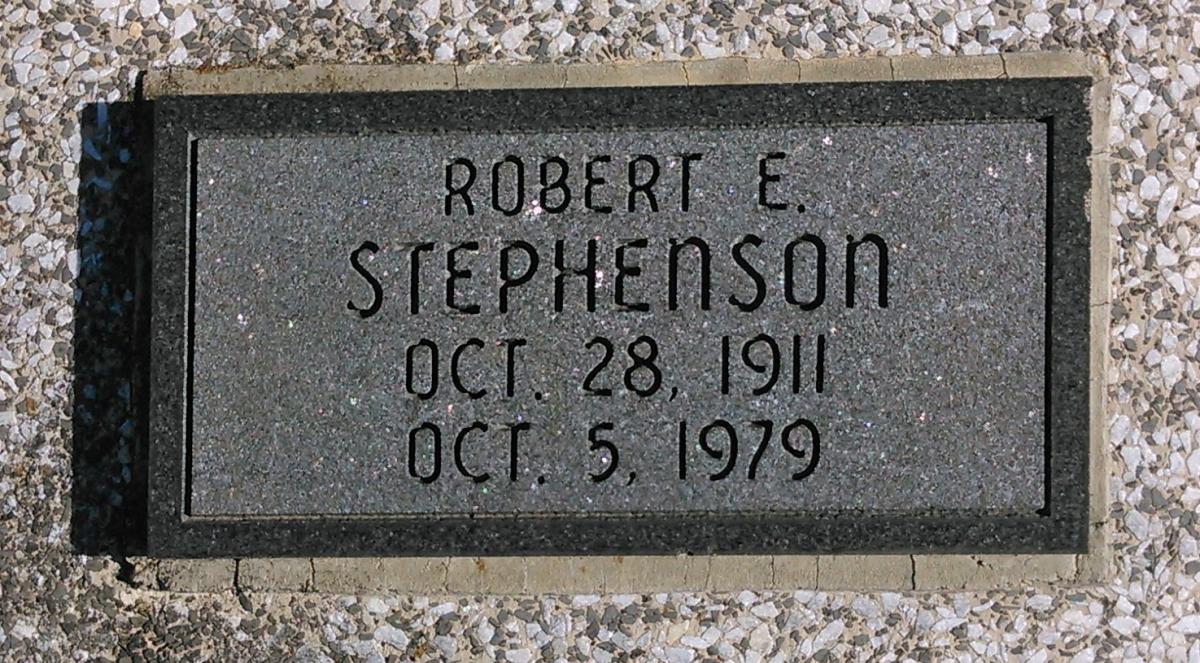 ROBERT E.
STEPHENSON
OCT. 28, 1911
OCT. 5, 1979